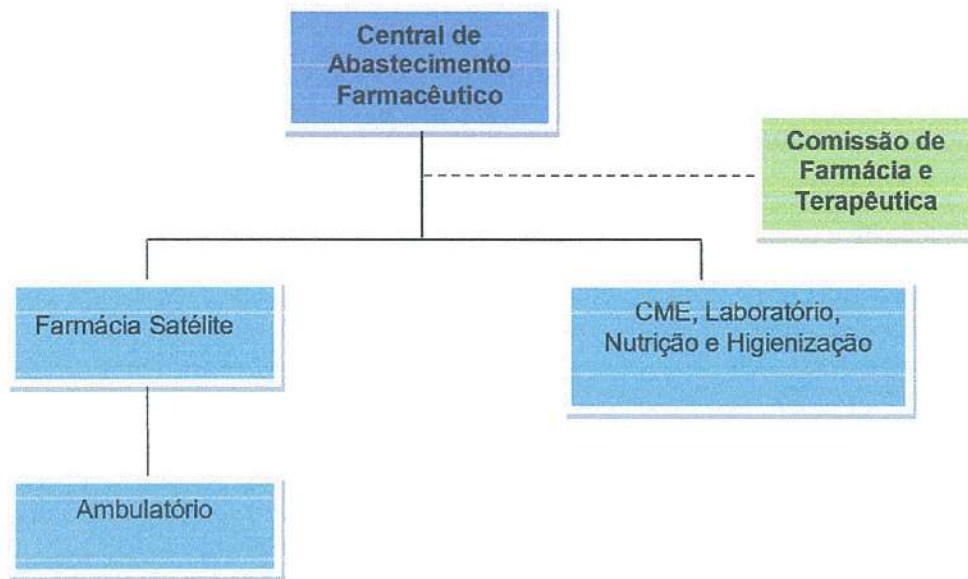 Central de
Abastecimento
Farmacêutico
Comissão de
Farmácia e
Terapêutica
Farmácia Satélite
CME, Laboratório,
Nutrição e Higienização
Ambulatório